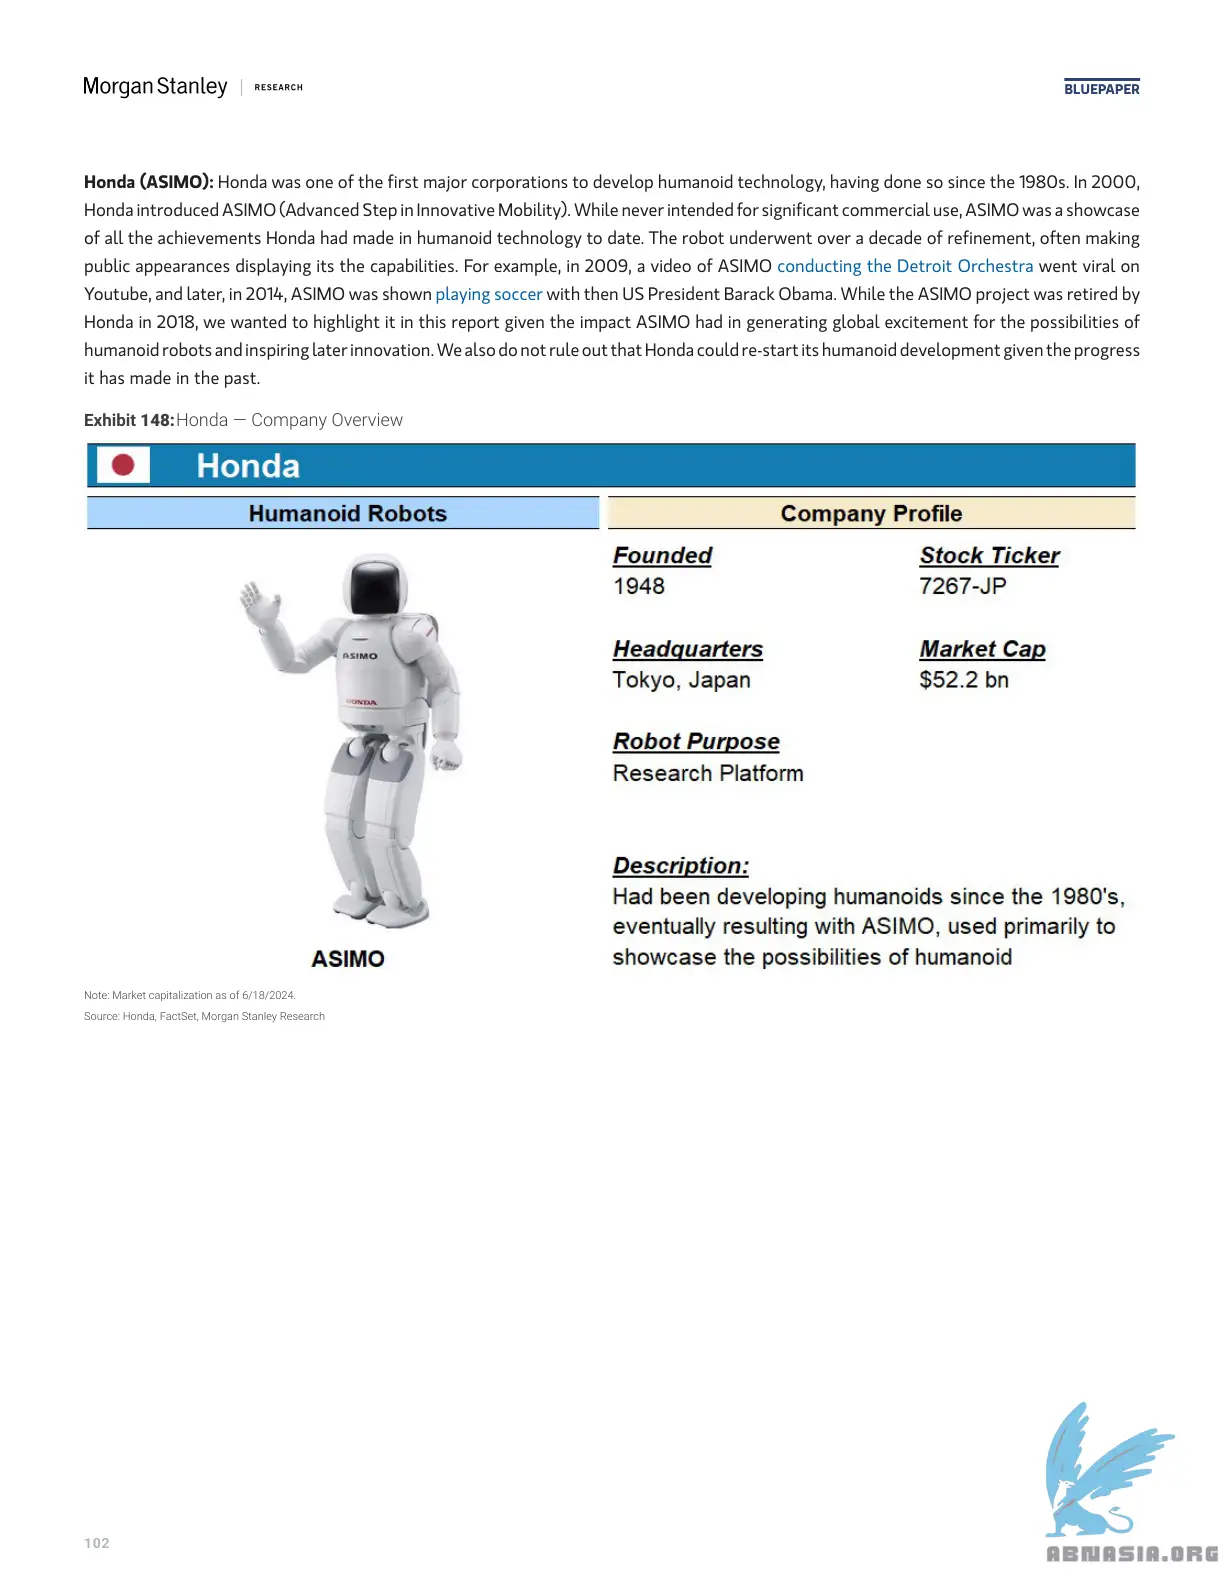 Morgan Stanley | RESEARCH
BLUEPAPER
Honda (ASIMO): Honda was one of the first major corporations to develop humanoid technology, having done so since the 1980s. In 2000,
Honda introduced ASIMO (Advanced Step in Innovative Mobility). While never intended for significant commercial use, ASIMO was a showcase
of all the achievements Honda had made in humanoid technology to date. The robot underwent over a decade of refinement, often making
public appearances displaying its the capabilities. For example, in 2009, a video of ASIMO conducting the Detroit Orchestra went viral on
Youtube, and later, in 2014, ASIMO was shown playing soccer with then US President Barack Obama. While the ASIMO project was retired by
Honda in 2018, we wanted to highlight it in this report given the impact ASIMO had in generating global excitement for the possibilities of
humanoid robots and inspiring later innovation. We also do not rule out that Honda could re-start its humanoid development given the progress
it has made in the past.
Exhibit 148: Honda — Company Overview
Honda
Humanoid Robots
Company Profile
ASIMO
HONDA
ASIMO
Founded
1948
Stock Ticker
7267-JP
Headquarters
Tokyo, Japan
Market Cap
$52.2 bn
Robot Purpose
Research Platform
Description:
Had been developing humanoids since the 1980's,
eventually resulting with ASIMO, used primarily to
showcase the possibilities of humanoid
Note: Market capitalization as of 6/18/2024.
Source: Honda, FactSet, Morgan Stanley Research
102
ABNASIA.ORG